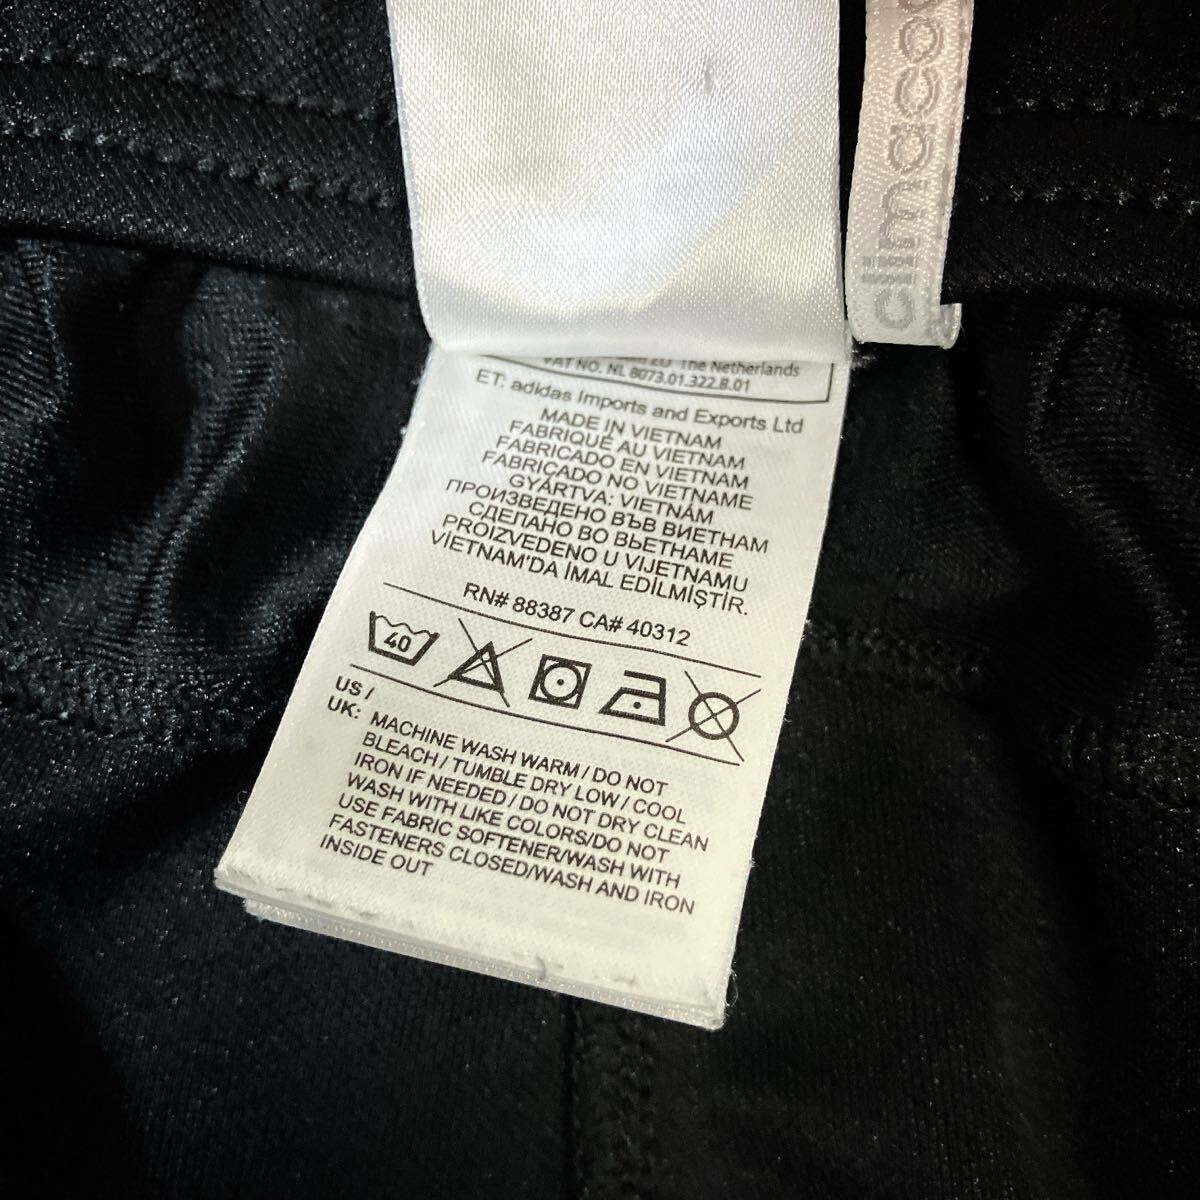 climacoo
The Netherlands
VAT NO. NL 8073.01.322.B.01
ET: adidas Imports and Exports Ltd
MADE IN VIETNAM
FABRIQUÉ AU VIETNAM
FABRICADO EN VIETNAM
FABRICADO NO VIETNAME
GYÁRTVA: VIETNÁM
ПРОИЗВЕДЕНО ВЪВ ВИЕТНАМ
СДЕЛАНО ВО ВЬЕТНАМЕ
PROIZVEDENO U VIJETNAMU
VIETNAM'DA İMAL EDİLMİŞTİR.
RN# 88387 CA# 40312
40
US /
UK: MACHINE WASH WARM / DO NOT
BLEACH / TUMBLE DRY LOW / COOL
IRON IF NEEDED / DO NOT DRY CLEAN
WASH WITH LIKE COLORS/DO NOT
USE FABRIC SOFTENER/WASH WITH
FASTENERS CLOSED/WASH AND IRON
INSIDE OUT